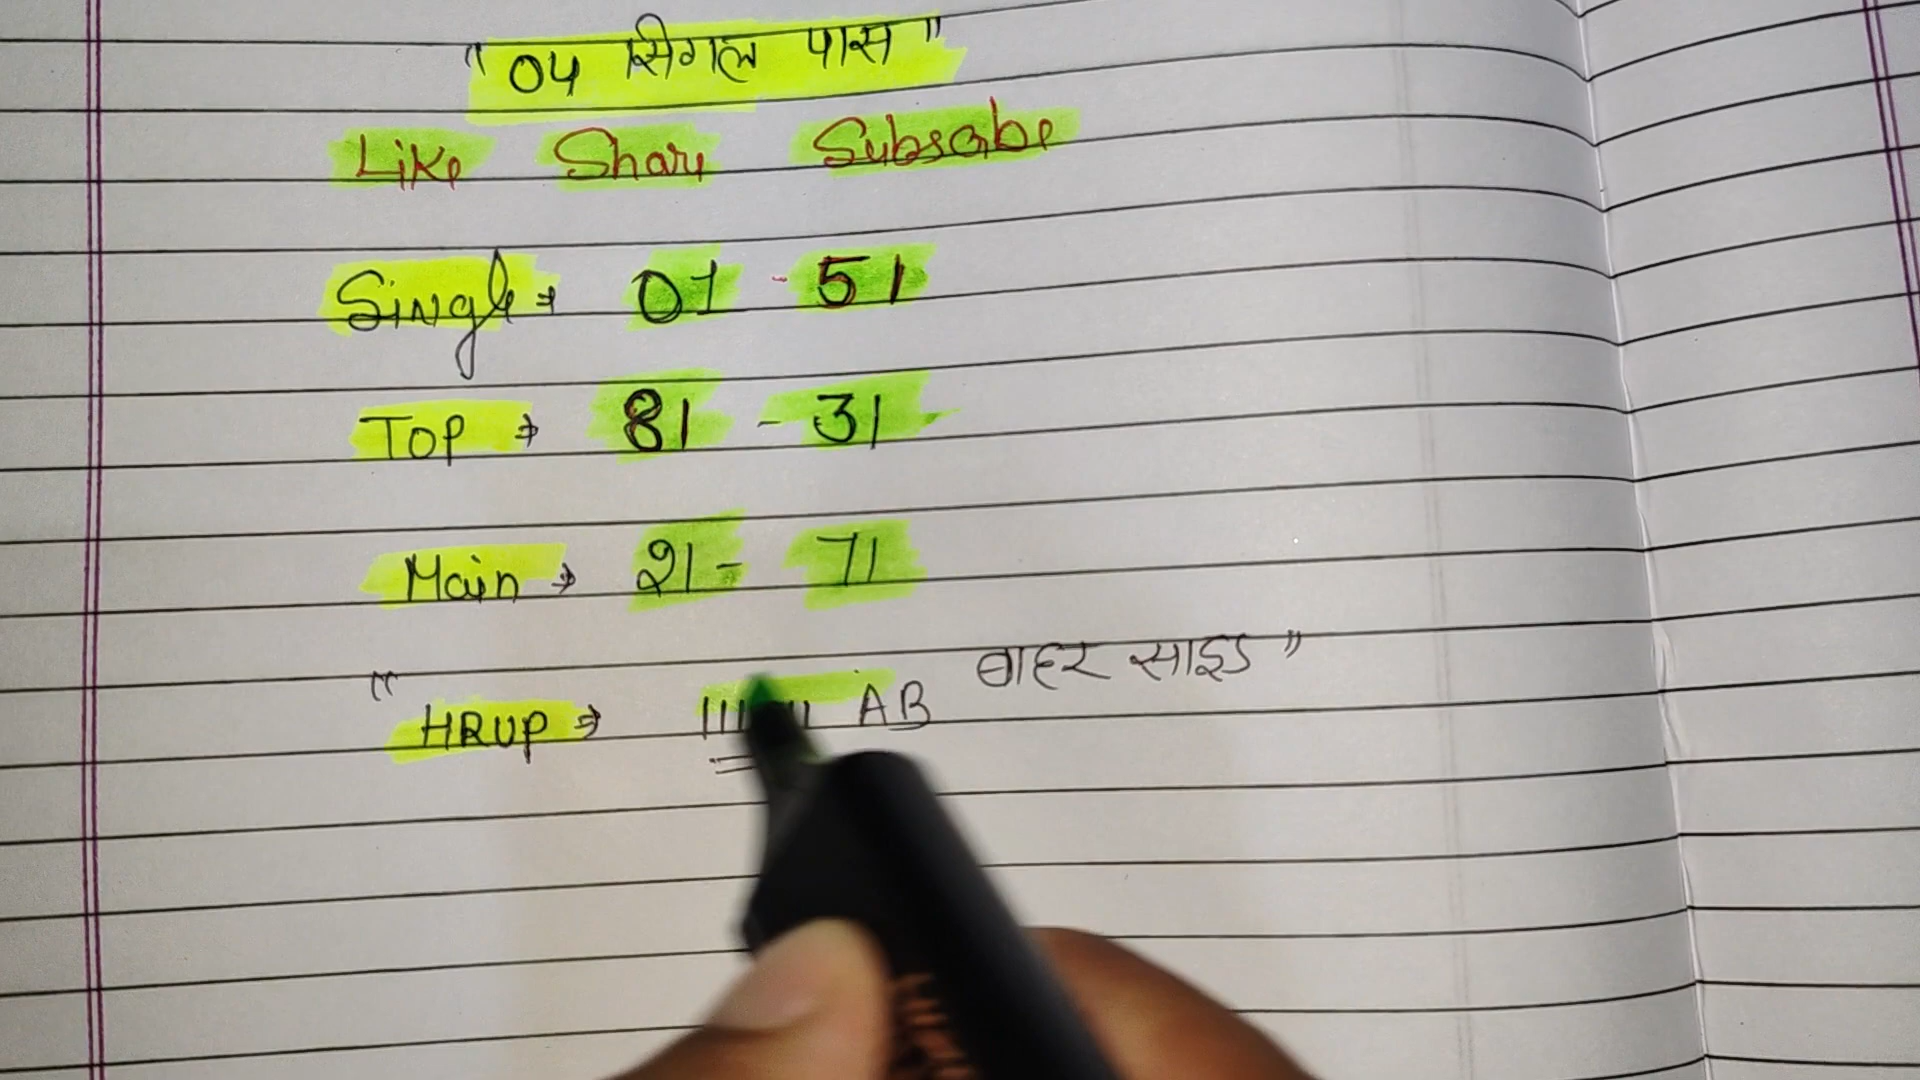 " 04 सिगल पास "
Like Share Subscribe
Single → 01 - 51
TOP → 81 - 31
Main → 21 - 71
" HRUP → AB बाहर साइड "